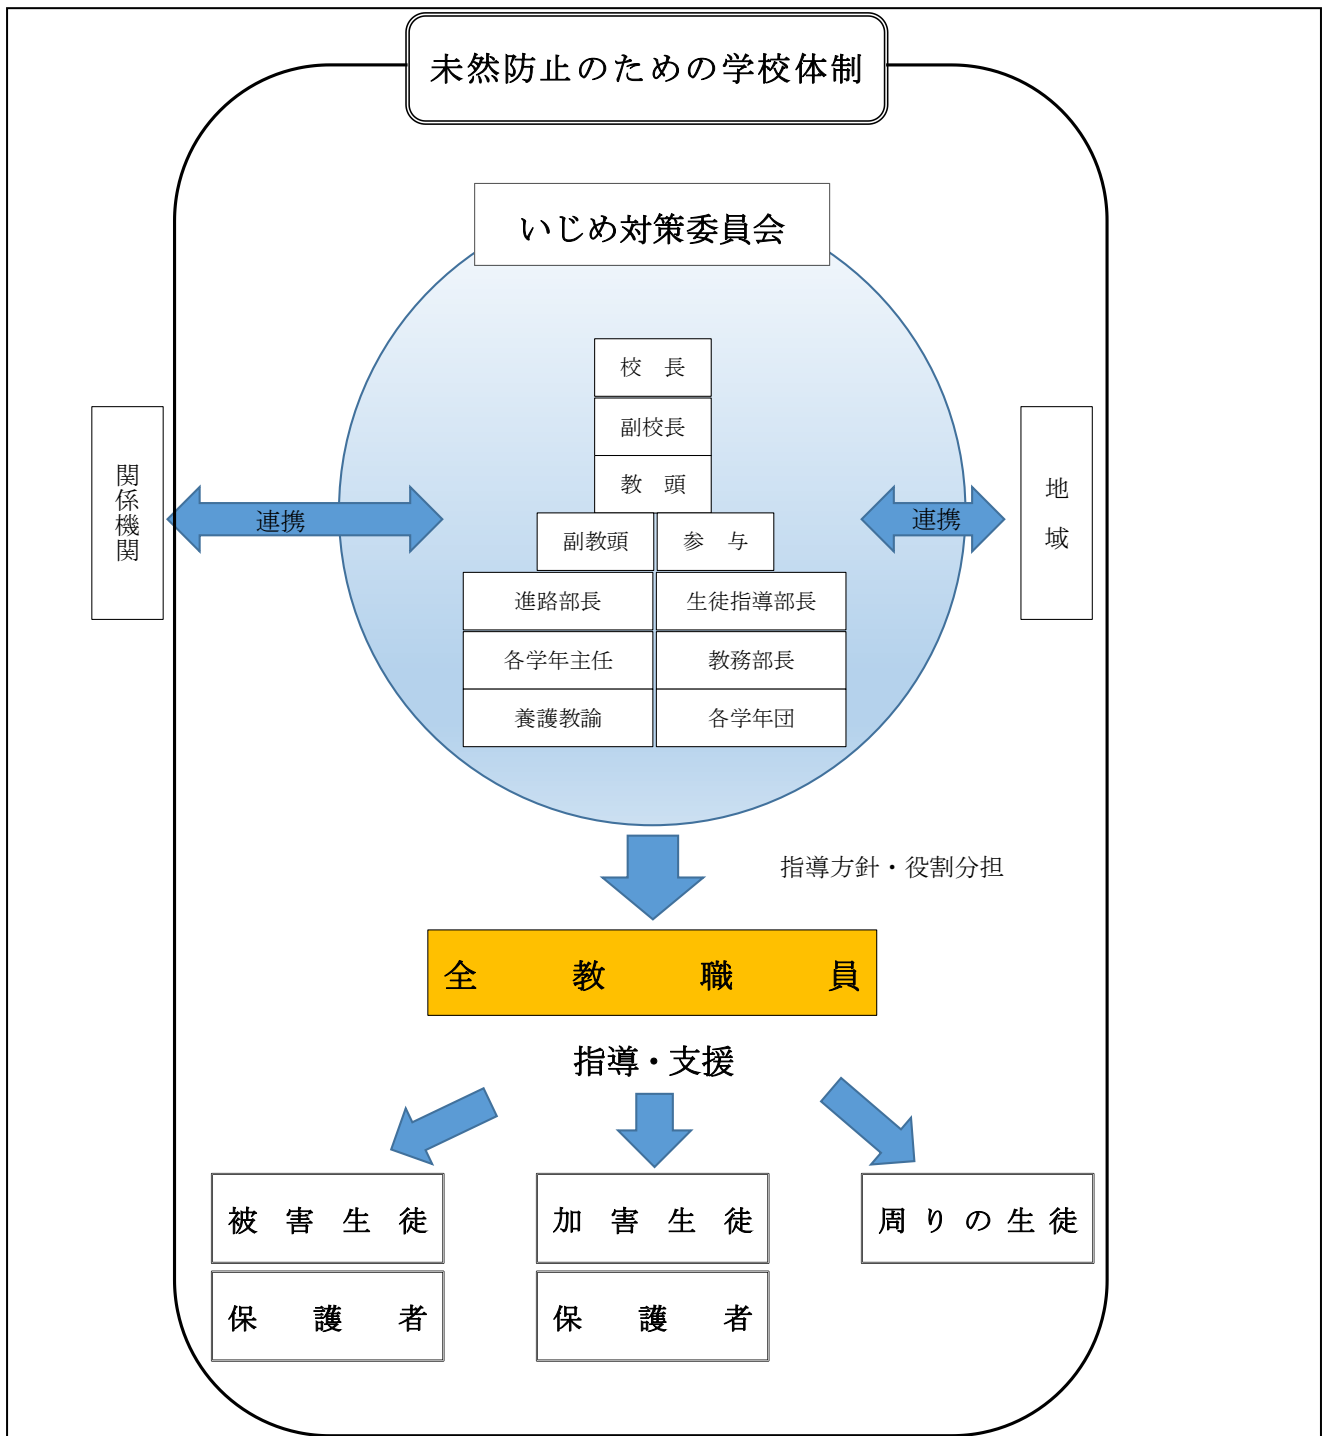 未然防止のための学校体制
いじめ対策委員会
校　長
副校長
教　頭
副教頭
参　与
進路部長
生徒指導部長
各学年主任
教務部長
養護教諭
各学年団
関係機関
連携
連携
地域
指導方針・役割分担
全教職員
指導・支援
被害生徒
加害生徒
周りの生徒
保護者
保護者